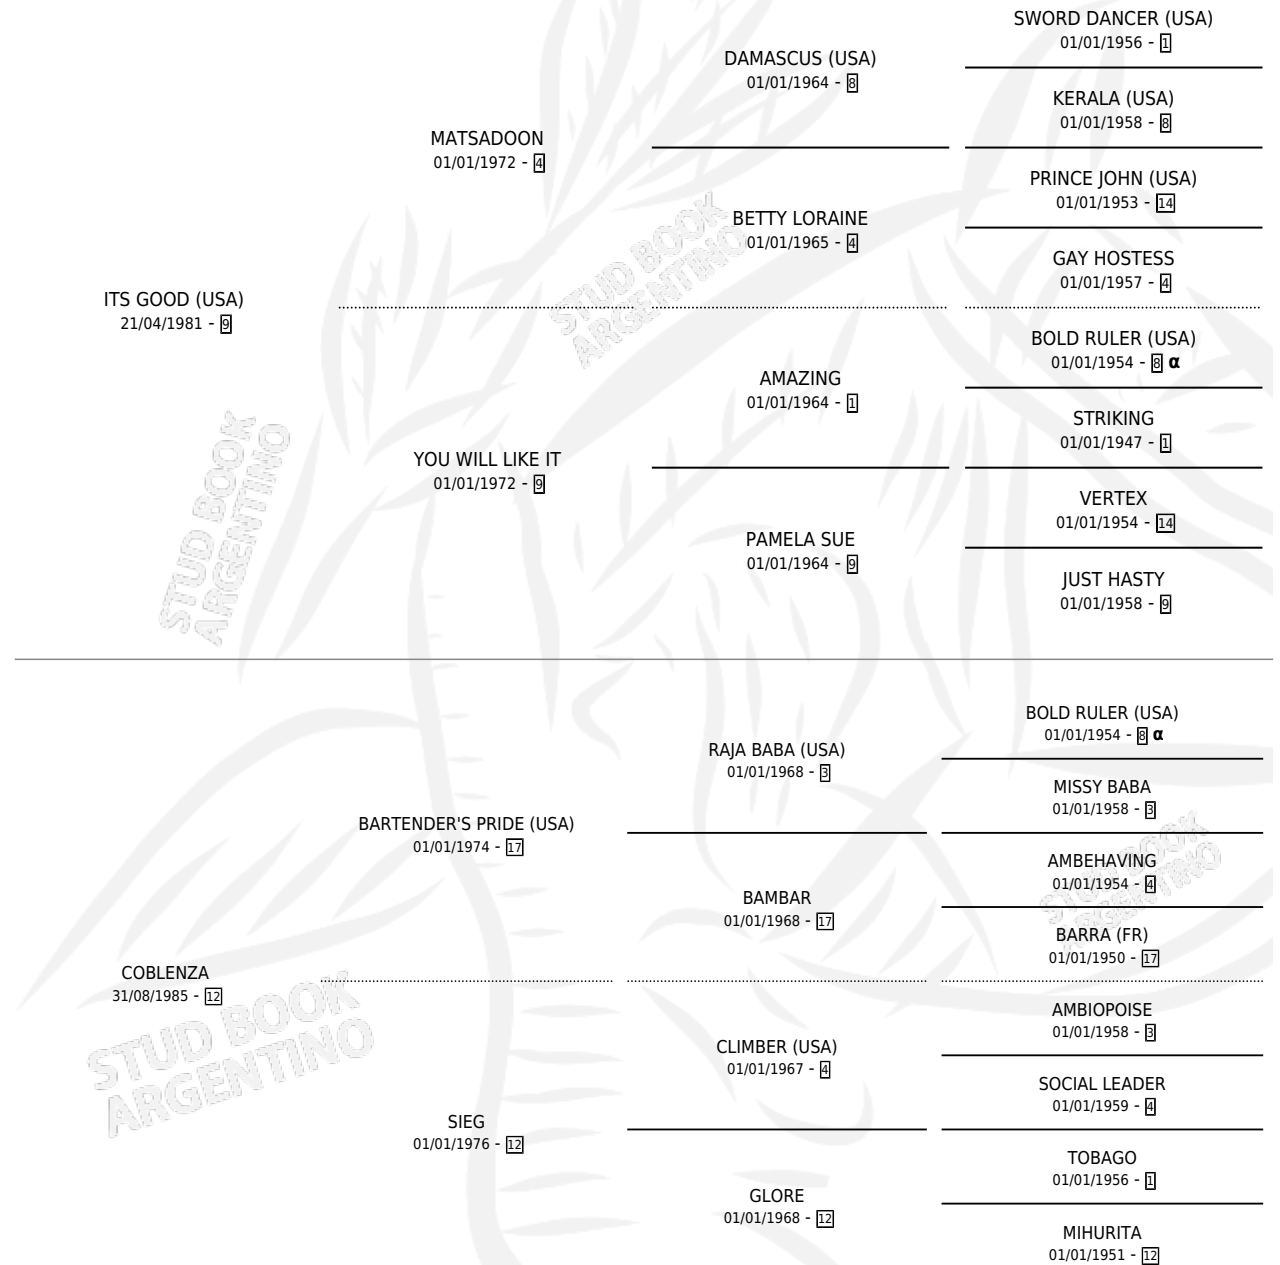 SWORD DANCER (USA)
01/01/1956 - 1
DAMASCUS (USA)
01/01/1964 - 8
KERALA (USA)
01/01/1958 - 8
MATSADOON
01/01/1972 - 4
PRINCE JOHN (USA)
01/01/1953 - 14
BETTY LORAINE
01/01/1965 - 4
GAY HOSTESS
01/01/1957 - 4
ITS GOOD (USA)
21/04/1981 - 9
BOLD RULER (USA)
01/01/1954 - 8 α
AMAZING
01/01/1964 - 1
STRIKING
01/01/1947 - 1
YOU WILL LIKE IT
01/01/1972 - 9
VERTEX
01/01/1954 - 14
PAMELA SUE
01/01/1964 - 9
JUST HASTY
01/01/1958 - 9
BOLD RULER (USA)
01/01/1954 - 8 α
RAJA BABA (USA)
01/01/1968 - 3
MISSY BABA
01/01/1958 - 3
BARTENDER'S PRIDE (USA)
01/01/1974 - 17
AMBEHAVING
01/01/1954 - 4
BAMBAR
01/01/1968 - 17
BARRA (FR)
01/01/1950 - 17
COBLENZA
31/08/1985 - 12
AMBIOPOISE
01/01/1958 - 3
CLIMBER (USA)
01/01/1967 - 4
SOCIAL LEADER
01/01/1959 - 4
SIEG
01/01/1976 - 12
TOBAGO
01/01/1956 - 1
GLORE
01/01/1968 - 12
MIHURITA
01/01/1951 - 12
STUD BOOK
ARGENTINO
STUD BOOK
ARGENTINO
STUD BOOK
ARGENTINO
STUD BOOK
ARGENTINO